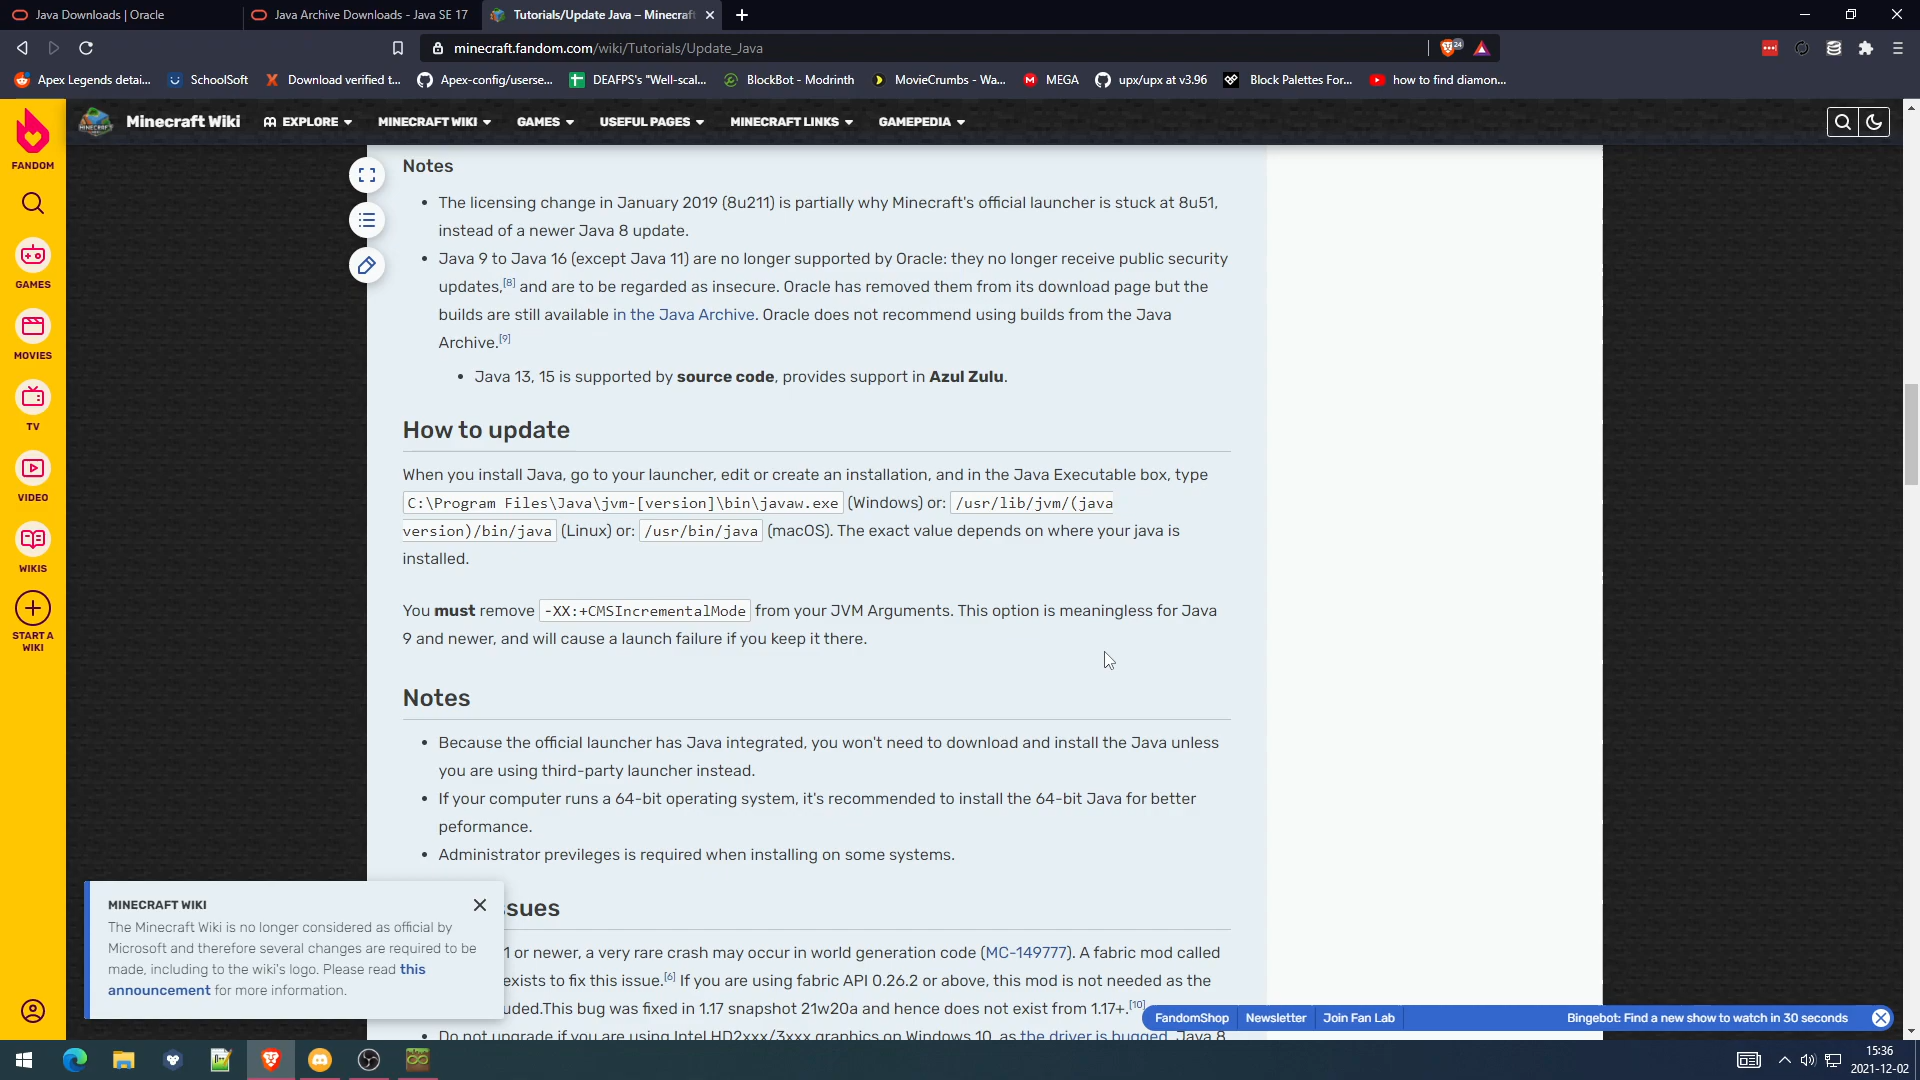 Java Downloads | Oracle
Java Archive Downloads - Java SE 17
Tutorials/Update Java – Minecraft
minecraft.fandom.com/wiki/Tutorials/Update_Java
24
Apex Legends detai...
SchoolSoft
Download verified t...
Apex-config/userse...
DEAFPS's "Well-scal...
BlockBot - Modrinth
MovieCrumbs - Wa...
MEGA
upx/upx at v3.96
Block Palettes For...
how to find diamon...
Minecraft Wiki
EXPLORE
MINECRAFT WIKI
GAMES
USEFUL PAGES
MINECRAFT LINKS
GAMEPEDIA
FANDOM
GAMES
MOVIES
TV
VIDEO
WIKIS
START A
WIKI
Notes
• The licensing change in January 2019 (8u211) is partially why Minecraft's official launcher is stuck at 8u51,
instead of a newer Java 8 update.
• Java 9 to Java 16 (except Java 11) are no longer supported by Oracle: they no longer receive public security
updates,[8] and are to be regarded as insecure. Oracle has removed them from its download page but the
builds are still available in the Java Archive. Oracle does not recommend using builds from the Java
Archive.[9]
• Java 13, 15 is supported by source code, provides support in Azul Zulu.
How to update
When you install Java, go to your launcher, edit or create an installation, and in the Java Executable box, type
C:\Program Files\Java\jvm-[version]\bin\javaw.exe (Windows) or: /usr/lib/jvm/(java
version)/bin/java (Linux) or: /usr/bin/java (macOS). The exact value depends on where your java is
installed.
You must remove -XX:+CMSIncrementalMode from your JVM Arguments. This option is meaningless for Java
9 and newer, and will cause a launch failure if you keep it there.
Notes
• Because the official launcher has Java integrated, you won't need to download and install the Java unless
you are using third-party launcher instead.
• If your computer runs a 64-bit operating system, it's recommended to install the 64-bit Java for better
peformance.
• Administrator previleges is required when installing on some systems.
ssues
1 or newer, a very rare crash may occur in world generation code (MC-149777). A fabric mod called
exists to fix this issue.[6] If you are using fabric API 0.26.2 or above, this mod is not needed as the
uded.This bug was fixed in 1.17 snapshot 21w20a and hence does not exist from 1.17+.[10]
Do not upgrade if you are using Intel HD2xxx/3xxx graphics on Windows 10, as the driver is bugged. Java 8
MINECRAFT WIKI
The Minecraft Wiki is no longer considered as official by
Microsoft and therefore several changes are required to be
made, including to the wiki's logo. Please read this
announcement for more information.
FandomShop
Newsletter
Join Fan Lab
Bingebot: Find a new show to watch in 30 seconds
15:36
2021-12-02